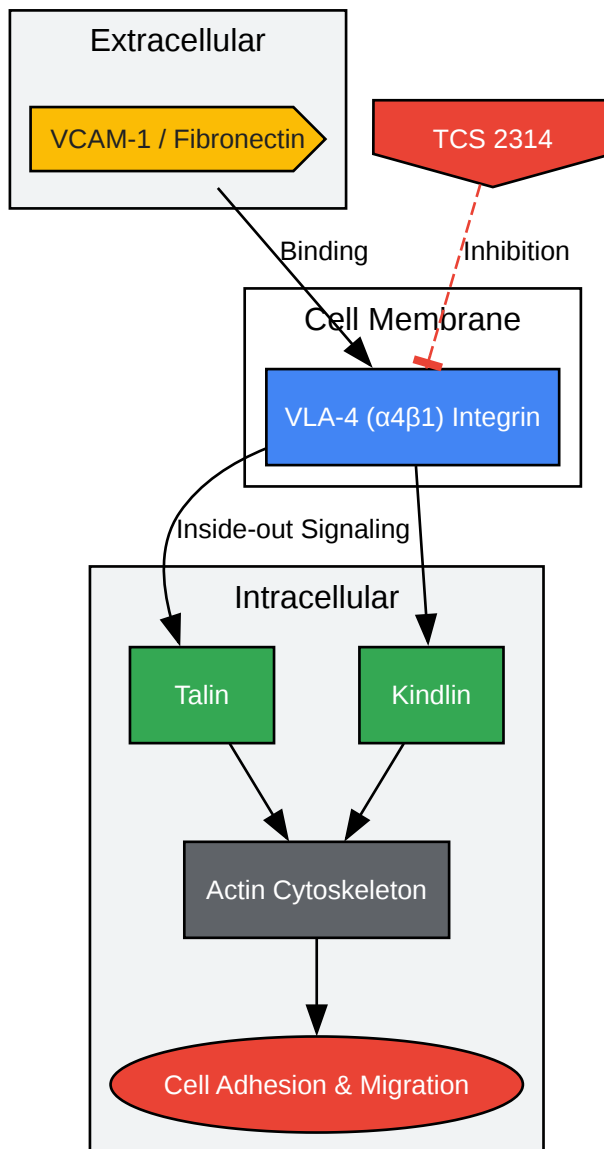 Extracellular
VCAM-1 / Fibronectin
TCS 2314
Binding
Inhibition
Cell Membrane
VLA-4 (α4β1) Integrin
Inside-out Signaling
Intracellular
Talin
Kindlin
Actin Cytoskeleton
Cell Adhesion & Migration